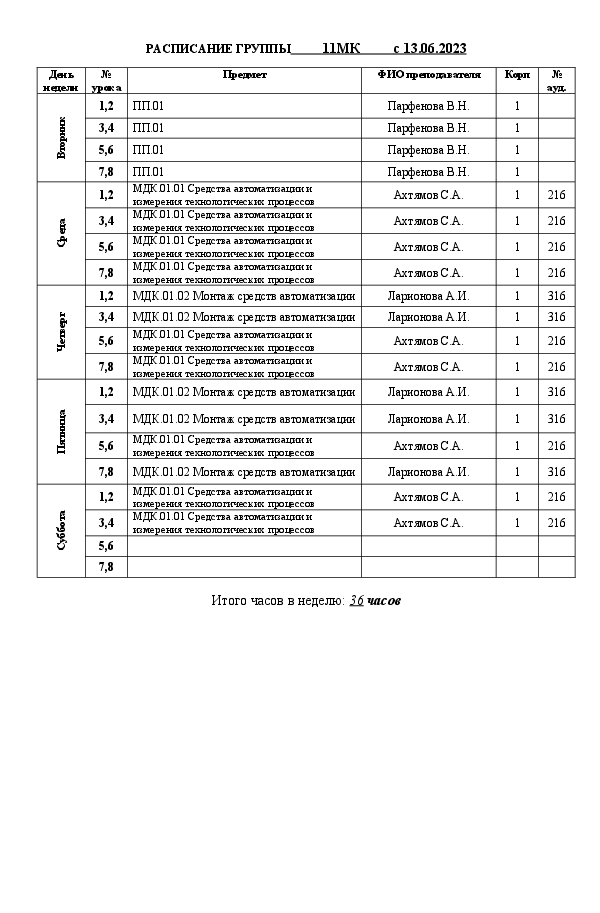 РАСПИСАНИЕ ГРУППЫ_____11МК_____с 13.06.2023
День недели № урока Предмет ФИО преподавателя Корп № ауд.
Вторник
1,2 ПП.01 Парфенова В.Н. 1
3,4 ПП.01 Парфенова В.Н. 1
5,6 ПП.01 Парфенова В.Н. 1
7,8 ПП.01 Парфенова В.Н. 1
Среда
1,2 МДК.01.01 Средства автоматизации и
измерения технологических процессов Ахтямов С.А. 1 216
3,4 МДК.01.01 Средства автоматизации и
измерения технологических процессов Ахтямов С.А. 1 216
5,6 МДК.01.01 Средства автоматизации и
измерения технологических процессов Ахтямов С.А. 1 216
7,8 МДК.01.01 Средства автоматизации и
измерения технологических процессов Ахтямов С.А. 1 216
Четверг
1,2 МДК.01.02 Монтаж средств автоматизации Ларионова А.И. 1 316
3,4 МДК.01.02 Монтаж средств автоматизации Ларионова А.И. 1 316
5,6 МДК.01.01 Средства автоматизации и
измерения технологических процессов Ахтямов С.А. 1 216
7,8 МДК.01.01 Средства автоматизации и
измерения технологических процессов Ахтямов С.А. 1 216
Пятница
1,2 МДК.01.02 Монтаж средств автоматизации Ларионова А.И. 1 316
3,4 МДК.01.02 Монтаж средств автоматизации Ларионова А.И. 1 316
5,6 МДК.01.01 Средства автоматизации и
измерения технологических процессов Ахтямов С.А. 1 216
7,8 МДК.01.02 Монтаж средств автоматизации Ларионова А.И. 1 316
Суббота
1,2 МДК.01.01 Средства автоматизации и
измерения технологических процессов Ахтямов С.А. 1 216
3,4 МДК.01.01 Средства автоматизации и
измерения технологических процессов Ахтямов С.А. 1 216
5,6
7,8
Итого часов в неделю: 36 часов